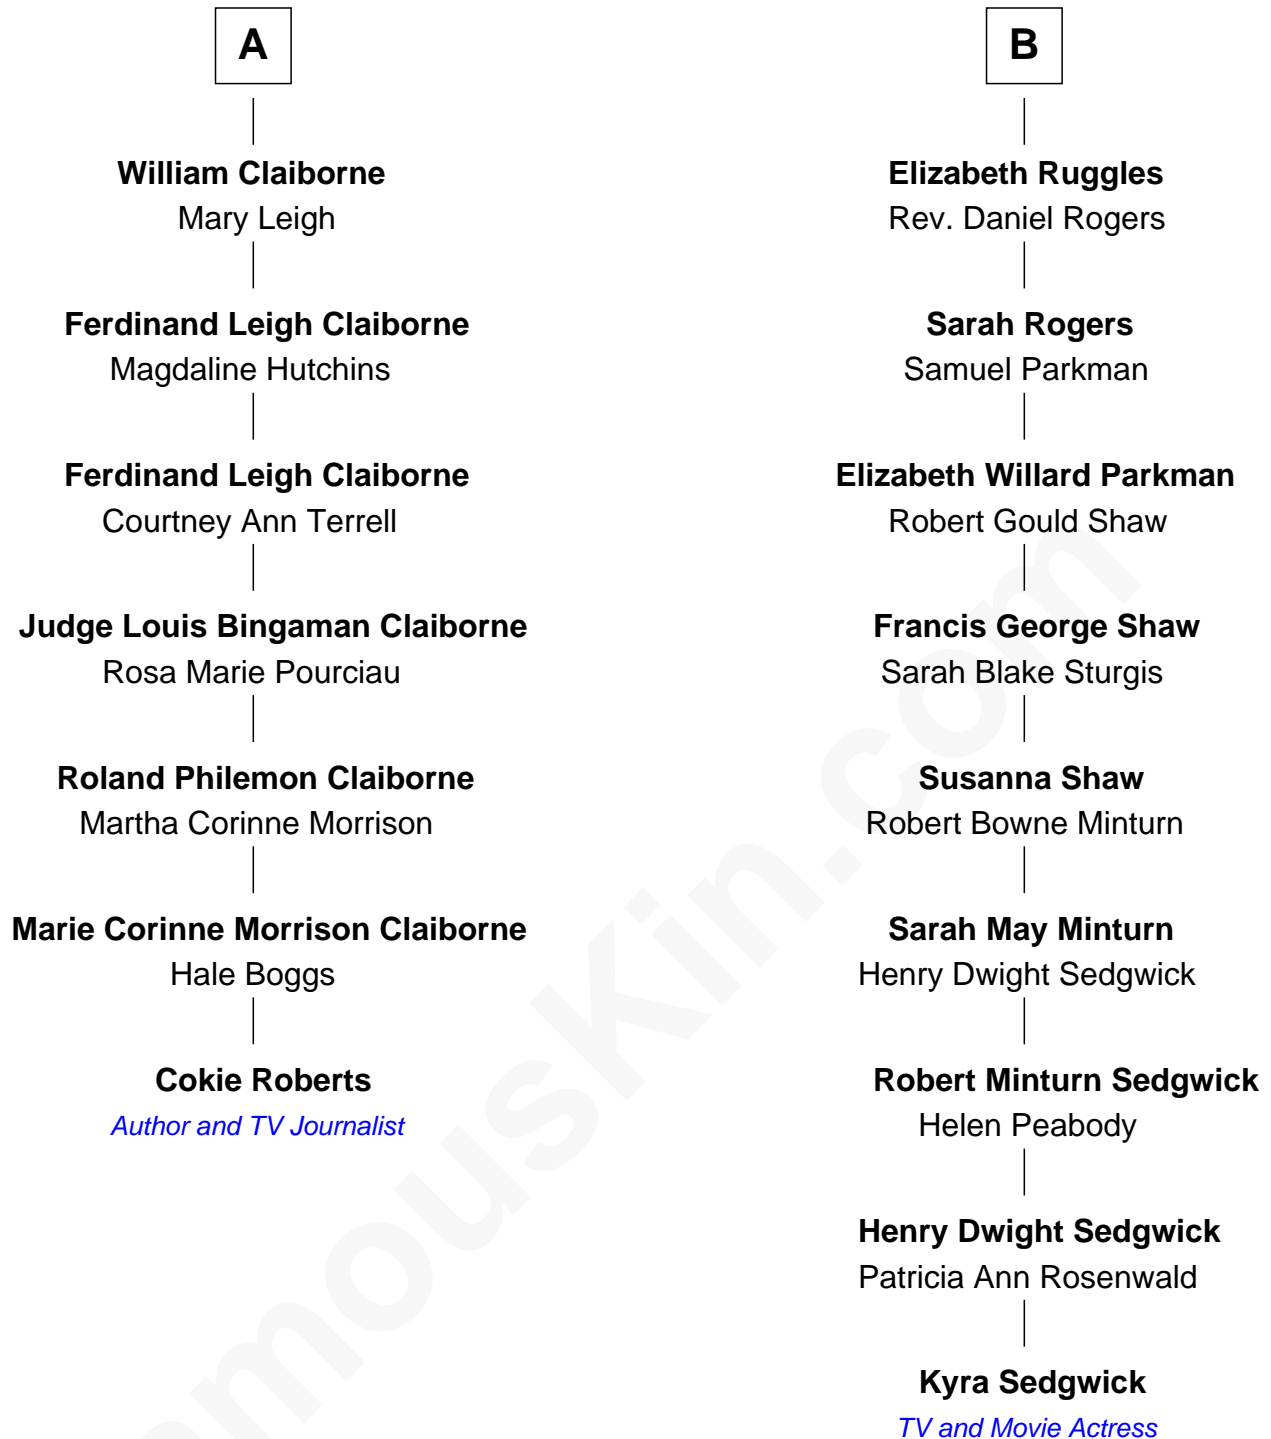 A
William Claiborne
Mary Leigh
Ferdinand Leigh Claiborne
Magdaline Hutchins
Ferdinand Leigh Claiborne
Courtney Ann Terrell
Judge Louis Bingaman Claiborne
Rosa Marie Pourciau
Roland Philemon Claiborne
Martha Corinne Morrison
Marie Corinne Morrison Claiborne
Hale Boggs
Cokie Roberts
Author and TV Journalist
B
Elizabeth Ruggles
Rev. Daniel Rogers
Sarah Rogers
Samuel Parkman
Elizabeth Willard Parkman
Robert Gould Shaw
Francis George Shaw
Sarah Blake Sturgis
Susanna Shaw
Robert Bowne Minturn
Sarah May Minturn
Henry Dwight Sedgwick
Robert Minturn Sedgwick
Helen Peabody
Henry Dwight Sedgwick
Patricia Ann Rosenwald
Kyra Sedgwick
TV and Movie Actress
amouskin.com